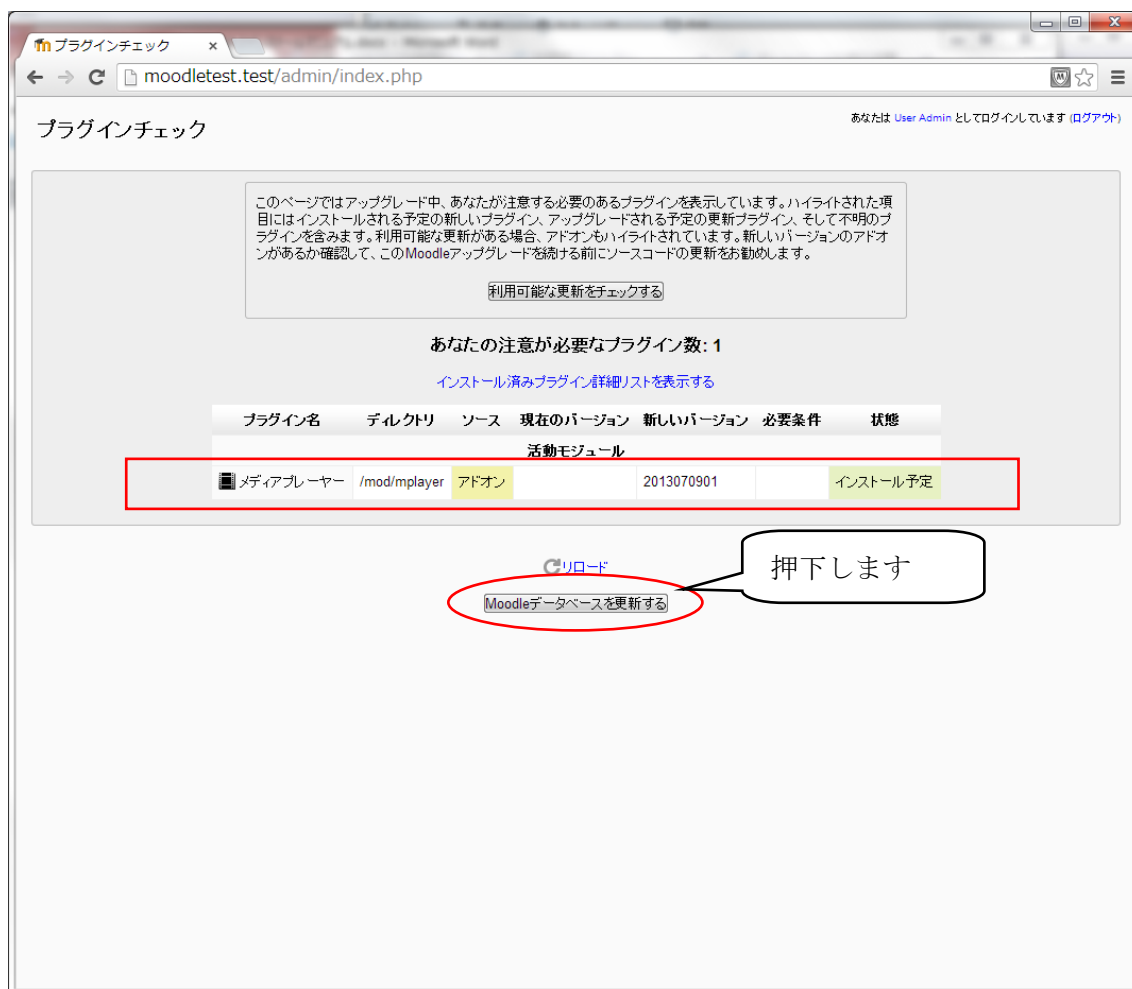 プラグインチェック
moodletest.test/admin/index.php
プラグインチェック
あなたは User Admin としてログインしています (ログアウト)
このページではアップグレード中、あなたが注意する必要のあるプラグインを表示しています。ハイライトされた項
目にはインストールされる予定の新しいプラグイン、アップグレードされる予定の更新プラグイン、そして不明のプ
ラグインを含みます。利用可能な更新がある場合、アドオンもハイライトされています。新しいバージョンのアドオ
ンがあるか確認して、このMoodleアップグレードを続ける前にソースコードの更新をお勧めします。
利用可能な更新をチェックする
あなたの注意が必要なプラグイン数: 1
インストール済みプラグイン詳細リストを表示する
プラグイン名 ディレクトリ ソース 現在のバージョン 新しいバージョン 必要条件 状態
活動モジュール
メディアプレーヤー /mod/mplayer アドオン 2013070901 インストール予定
リロード
押下します
Moodleデータベースを更新する